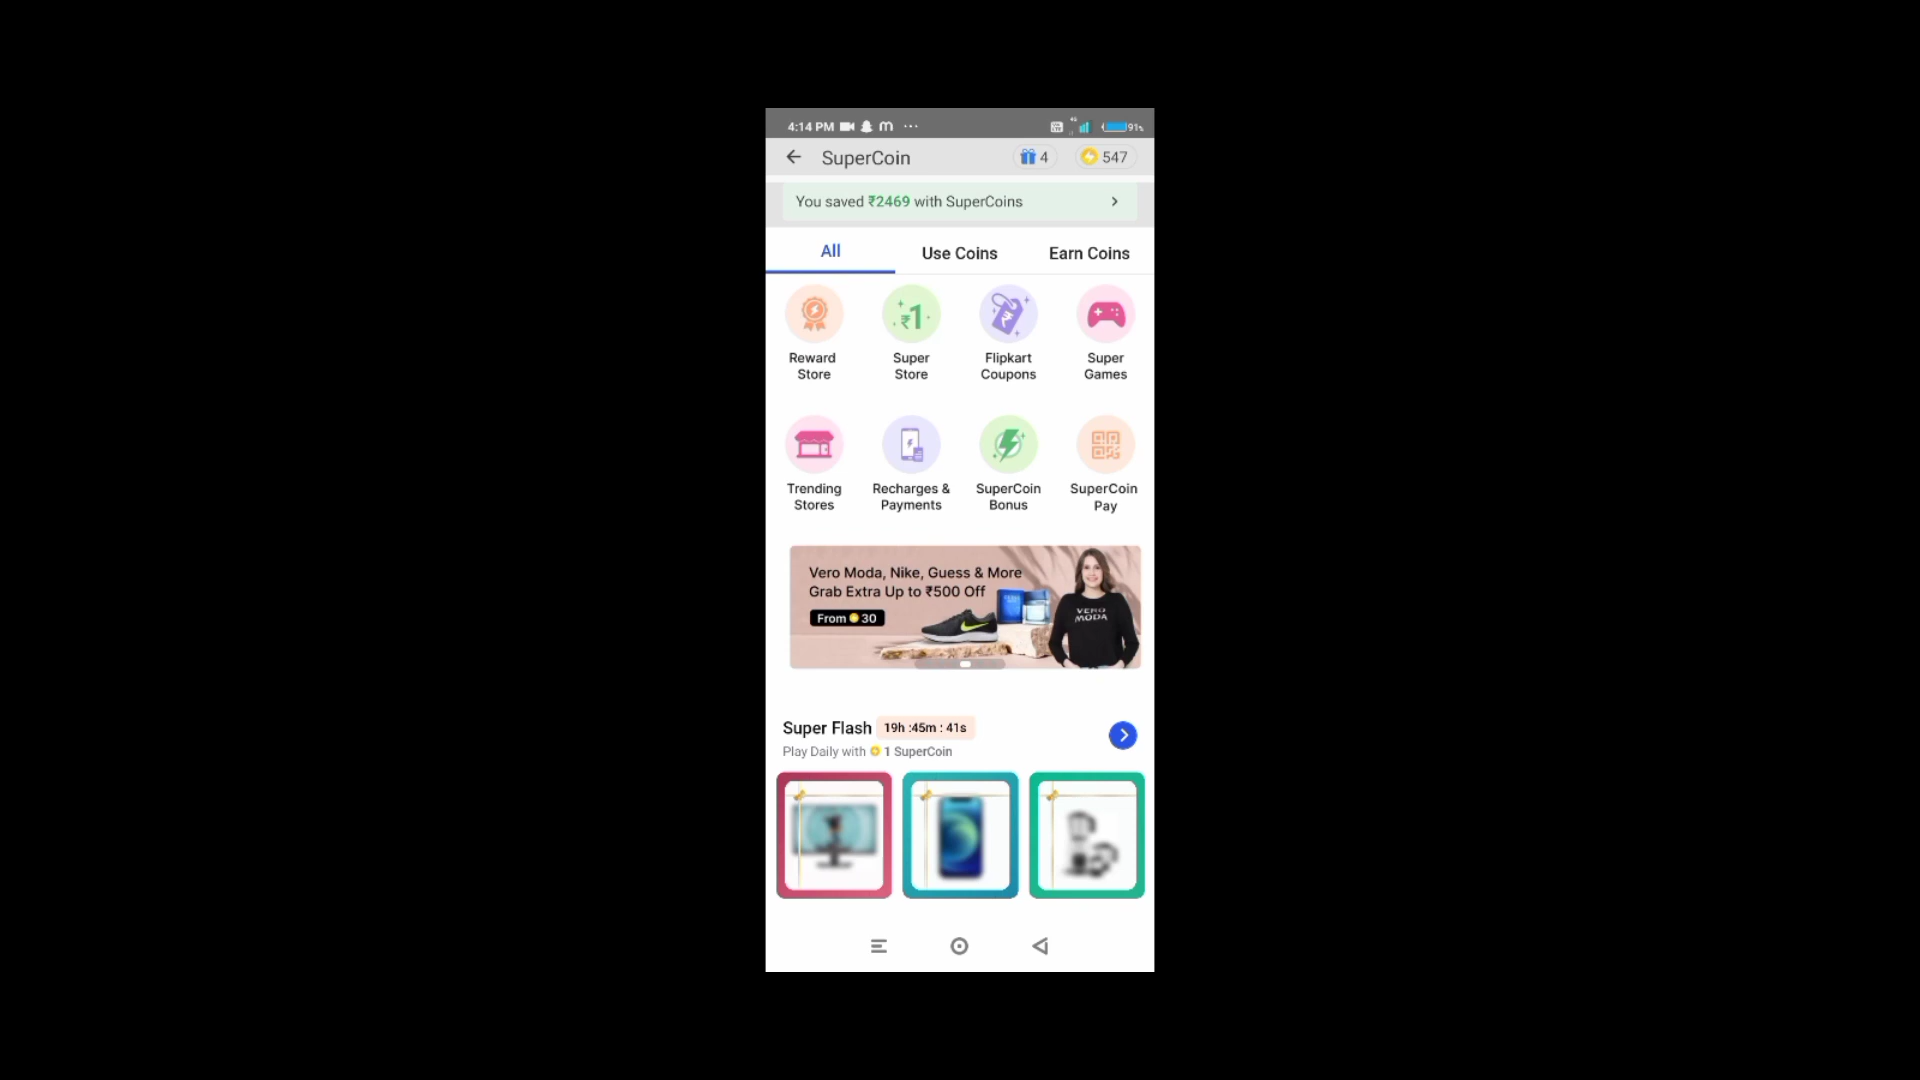 4:14 PM
91%
SuperCoin
4
547
You saved ₹2469 with SuperCoins
All
Use Coins
Earn Coins
₹1
Reward
Store
Super
Store
Flipkart
Coupons
Super
Games
Trending
Stores
Recharges &
Payments
SuperCoin
Bonus
SuperCoin
Pay
Vero Moda, Nike, Guess & More
Grab Extra Up to ₹500 Off
From 30
VERO
MODA
Super Flash 19h :45m : 41s
Play Daily with 1 SuperCoin